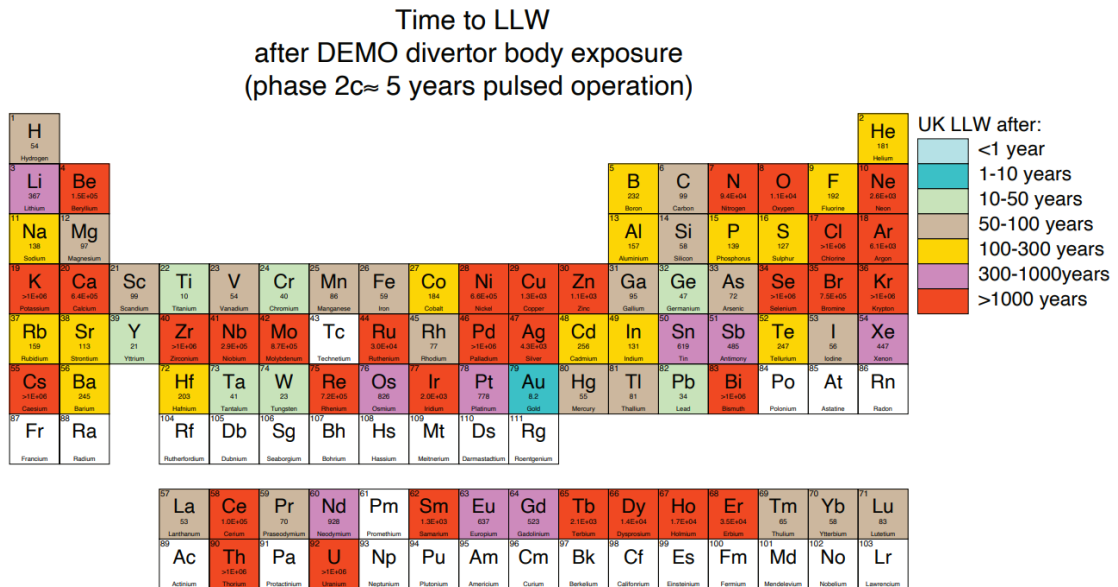 Time to LLW
after DEMO divertor body exposure
(phase 2c≈ 5 years pulsed operation)
1 2
H He
54 181
Hydrogen Helium
3 4 5 6 7 8 9 10
Li Be B C N O F Ne
367 1.5E+05 232 99 9.4E+04 1.1E+04 192 2.6E+03
Lithium Beryllium Boron Carbon Nitrogen Oxygen Fluorine Neon
11 12 13 14 15 16 17 18
Na Mg Al Si P S Cl Ar
138 97 157 58 139 127 >1E+06 6.1E+03
Sodium Magnesium Aluminium Silicon Phosphorus Sulphur Chlorine Argon
19 20 21 22 23 24 25 26 27 28 29 30 31 32 33 34 35 36
K Ca Sc Ti V Cr Mn Fe Co Ni Cu Zn Ga Ge As Se Br Kr
>1E+06 6.4E+05 99 10 54 40 86 59 184 6.6E+05 1.3E+03 1.1E+03 95 47 72 >1E+06 7.5E+05 >1E+06
Potassium Calcium Scandium Titanium Vanadium Chromium Manganese Iron Cobalt Nickel Copper Zinc Gallium Germanium Arsenic Selenium Bromine Krypton
37 38 39 40 41 42 43 44 45 46 47 48 49 50 51 52 53 54
Rb Sr Y Zr Nb Mo Tc Ru Rh Pd Ag Cd In Sn Sb Te I Xe
159 113 21 >1E+06 2.9E+05 8.7E+05 3.0E+04 77 >1E+06 4.3E+03 256 131 619 485 247 56 447
Rubidium Strontium Yttrium Zirconium Niobium Molybdenum Technetium Ruthenium Rhodium Palladium Silver Cadmium Indium Tin Antimony Tellurium Iodine Xenon
55 56 72 73 74 75 76 77 78 79 80 81 82 83 84 85 86
Cs Ba Hf Ta W Re Os Ir Pt Au Hg Tl Pb Bi Po At Rn
>1E+06 245 203 41 23 7.2E+05 826 2.0E+03 778 8.2 55 81 34 >1E+06
Caesium Barium Hafnium Tantalum Tungsten Rhenium Osmium Iridium Platinum Gold Mercury Thallium Lead Bismuth Polonium Astatine Radon
87 88 104 105 106 107 108 109 110 111
Fr Ra Rf Db Sg Bh Hs Mt Ds Rg
Francium Radium Rutherfordium Dubnium Seaborgium Bohrium Hassium Meitnerium Darmastadtium Roentgenium
57 58 59 60 61 62 63 64 65 66 67 68 69 70 71
La Ce Pr Nd Pm Sm Eu Gd Tb Dy Ho Er Tm Yb Lu
53 1.0E+05 70 928 1.3E+03 637 523 2.1E+03 1.4E+04 1.7E+04 3.5E+04 65 58 83
Lanthanum Cerium Praseodymium Neodymium Promethium Samarium Europium Gadolinium Terbium Dysprosium Holmium Erbium Thulium Ytterbium Lutetium
89 90 91 92 93 94 95 96 97 98 99 100 101 102 103
Ac Th Pa U Np Pu Am Cm Bk Cf Es Fm Md No Lr
>1E+06 >1E+06
Actinium Thorium Protactinium Uranium Neptunium Plutonium Americium Curium Berkelium Californium Einsteinium Fermium Mendelevium Nobelium Lawrencium
UK LLW after:
<1 year
1-10 years
10-50 years
50-100 years
100-300 years
300-1000years
>1000 years